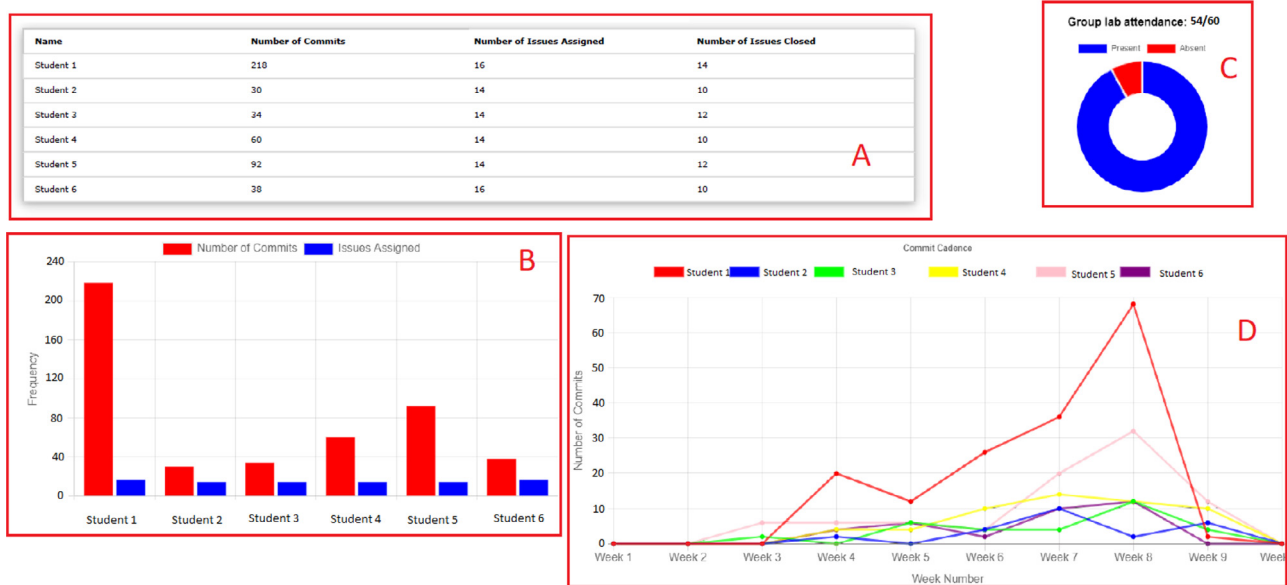 Name Number of Commits Number of Issues Assigned Number of Issues Closed
Student 1 218 16 14
Student 2 30 14 10
Student 3 34 14 12
Student 4 60 14 10
Student 5 92 14 12
Student 6 38 16 10
A
Group lab attendance: 54/60
Present Absent
C
Number of Commits Issues Assigned
B
240
200
160
120
80
40
0
Frequency
Student 1 Student 2 Student 3 Student 4 Student 5 Student 6
Commit Cadence
Student 1 Student 2 Student 3 Student 4 Student 5 Student 6
D
70
60
50
40
30
20
10
0
Number of Commits
Week 1 Week 2 Week 3 Week 4 Week 5 Week 6 Week 7 Week 8 Week 9 Week
Week Number